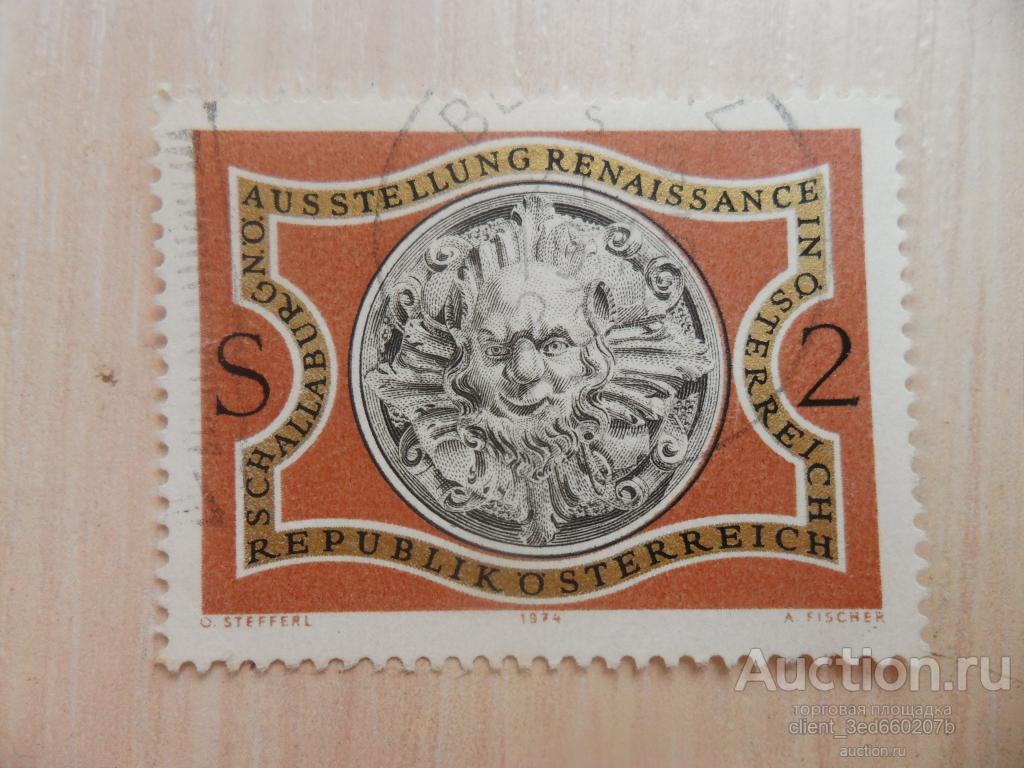 AUSSTELLUNG RENAISSANCE IN ÖSTERREICH
SCHALLABURG N.Ö.
S 2
REPUBLIK ÖSTERREICH
O. STEFFERL 1974 A. FISCHER
Auction.ru
торговая площадка
client_3ed660207b
auction.ru